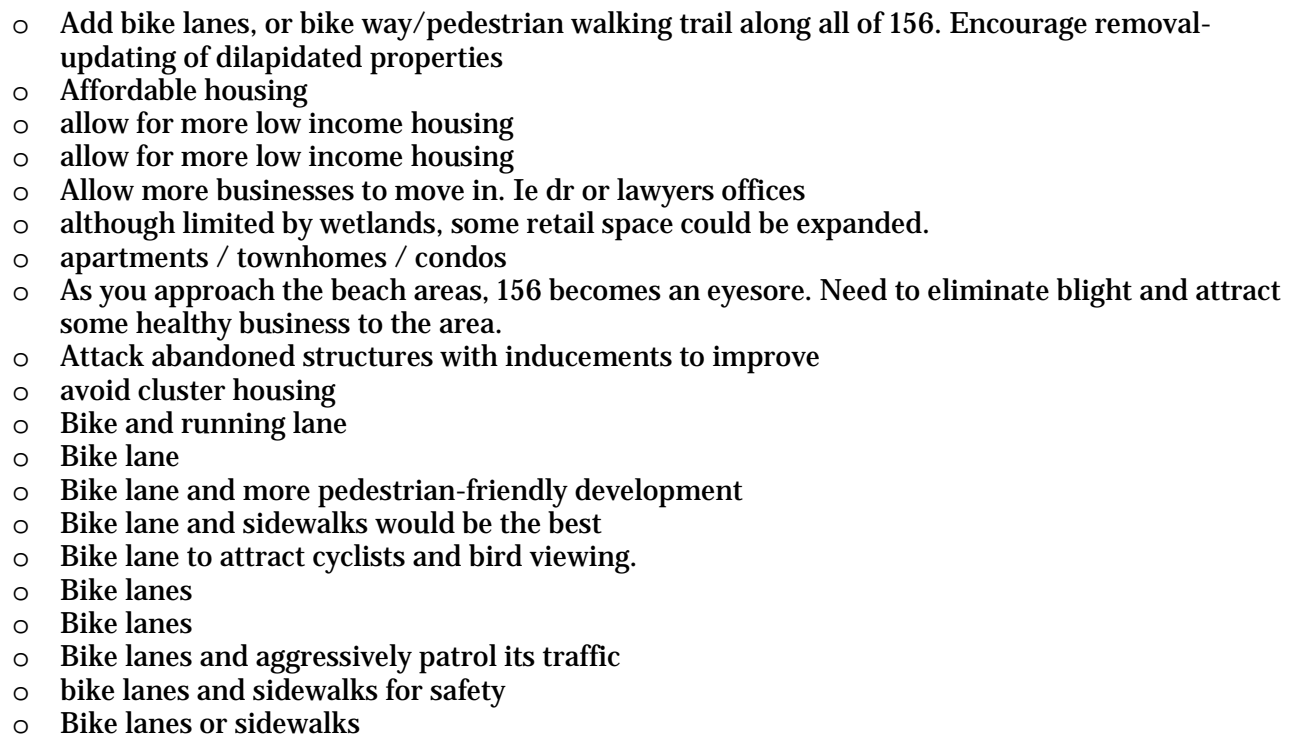 o Add bike lanes, or bike way/pedestrian walking trail along all of 156. Encourage removal-
updating of dilapidated properties
o Affordable housing
o allow for more low income housing
o allow for more low income housing
o Allow more businesses to move in. Ie dr or lawyers offices
o although limited by wetlands, some retail space could be expanded.
o apartments / townhomes / condos
o As you approach the beach areas, 156 becomes an eyesore. Need to eliminate blight and attract
some healthy business to the area.
o Attack abandoned structures with inducements to improve
o avoid cluster housing
o Bike and running lane
o Bike lane
o Bike lane and more pedestrian-friendly development
o Bike lane and sidewalks would be the best
o Bike lane to attract cyclists and bird viewing.
o Bike lanes
o Bike lanes
o Bike lanes and aggressively patrol its traffic
o bike lanes and sidewalks for safety
o Bike lanes or sidewalks